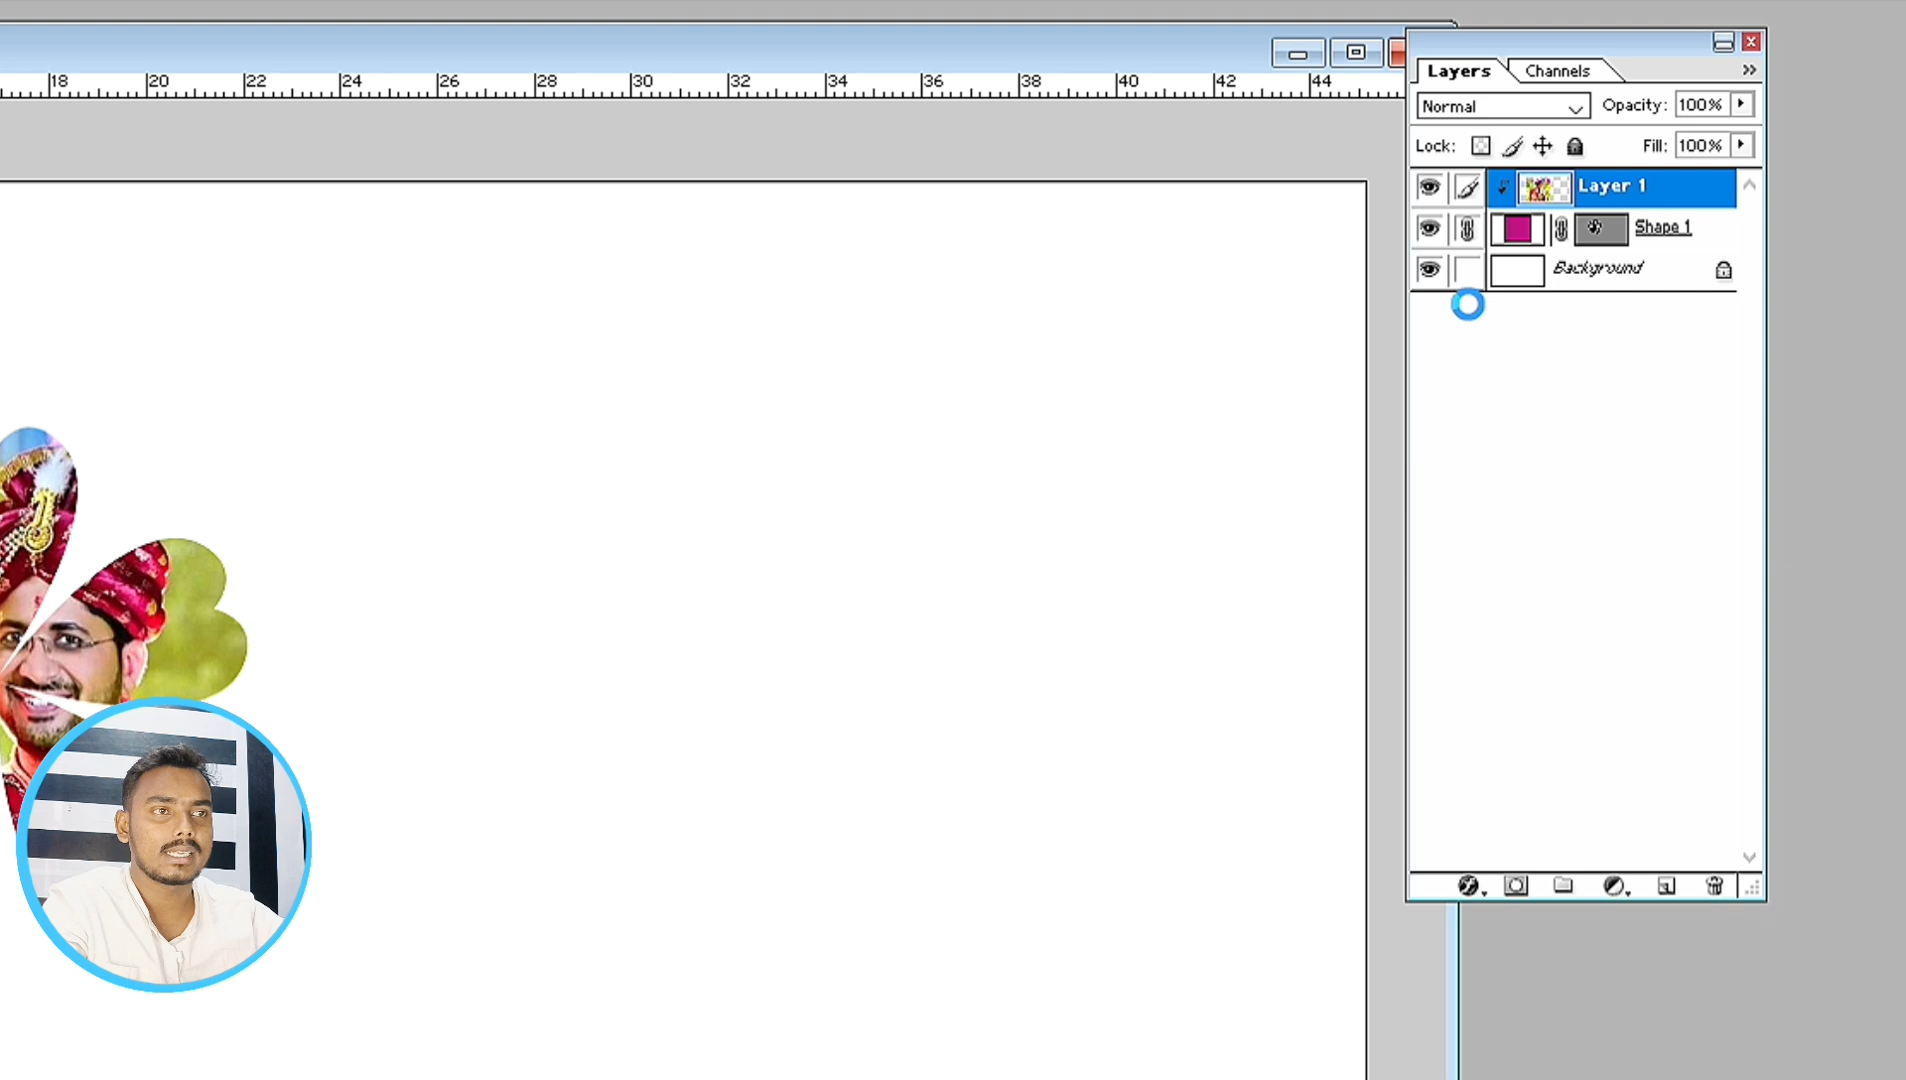 18 20 22 24 26 28 30 32 34 36 38 40 42 44
Layers Channels
Normal Opacity: 100%
Lock: Fill: 100%
Layer 1
Shape 1
Background